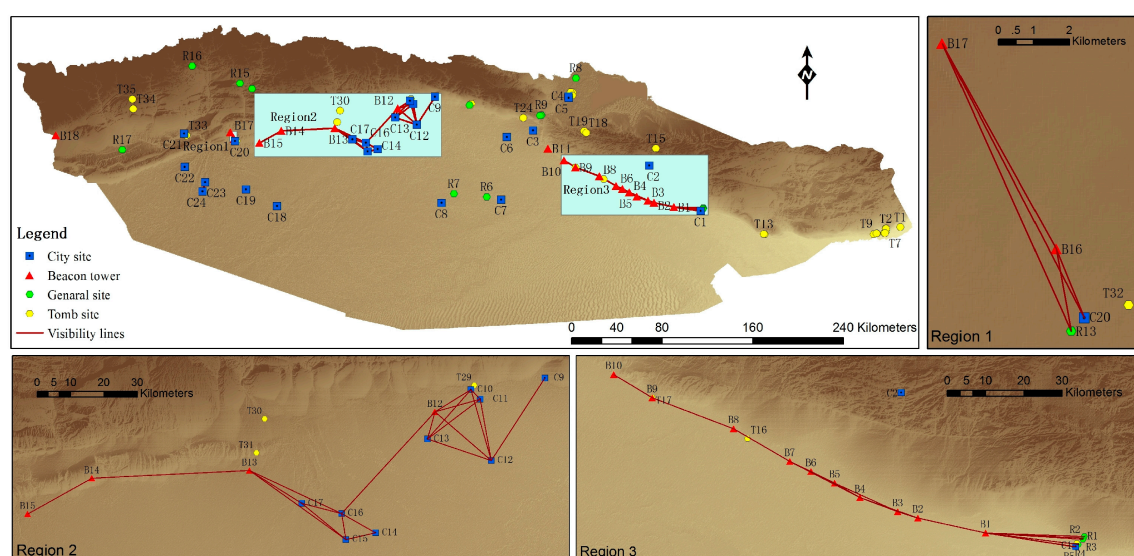 R16
R15
T35
T34
B18
R17
T33
C21
Region1
B17
C20
C22
C23
C24
C19
C18
Region2
B14
B15
T30
B12
C9
C17
C16
B13
C13
C12
C14
R8
C4
C5
T24
R9
T19
T18
C6
C3
T15
B11
B10
B9
B8
Region3
B6
B4
B5
B3
B2
B1
C2
C1
R7
R6
C8
C7
T13
T9
T2
T1
T7
N
Legend
City site
Beacon tower
Genaral site
Tomb site
Visibility lines
0 40 80 160 240 Kilometers
B17
0 .5 1 2
Kilometers
B16
T32
C20
R13
Region 1
0 5 10 20 30
Kilometers
T29
C10
C11
C9
B12
T30
C13
C12
T31
B13
B14
B15
C17
C16
C14
C15
Region 2
B10
B9
T17
B8
T16
B7
B6
B5
B4
B3
B2
B1
C2
0 5 10 20 30
Kilometers
R2
R1
R3
Region 3